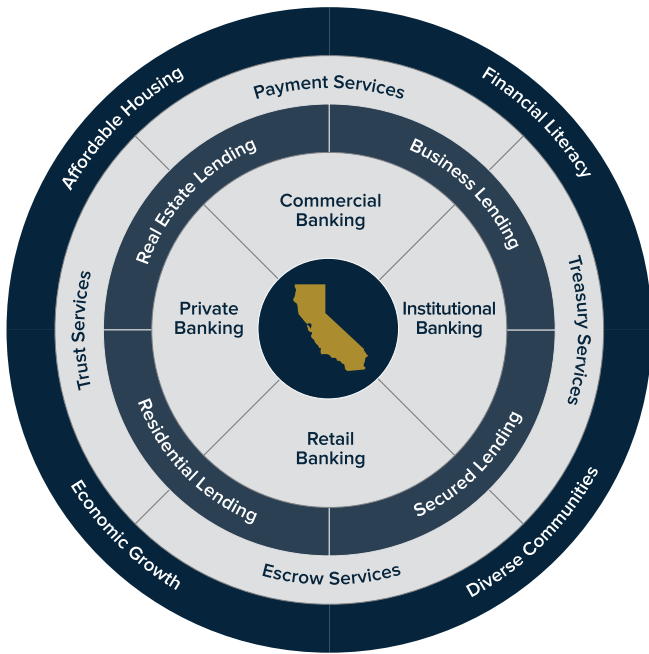 Affordable Housing
Financial Literacy
Payment Services
Real Estate Lending
Business Lending
Commercial
Banking
Trust Services
Private
Banking
Institutional
Banking
Treasury Services
Retail
Banking
Residential Lending
Secured Lending
Escrow Services
Economic Growth
Diverse Communities